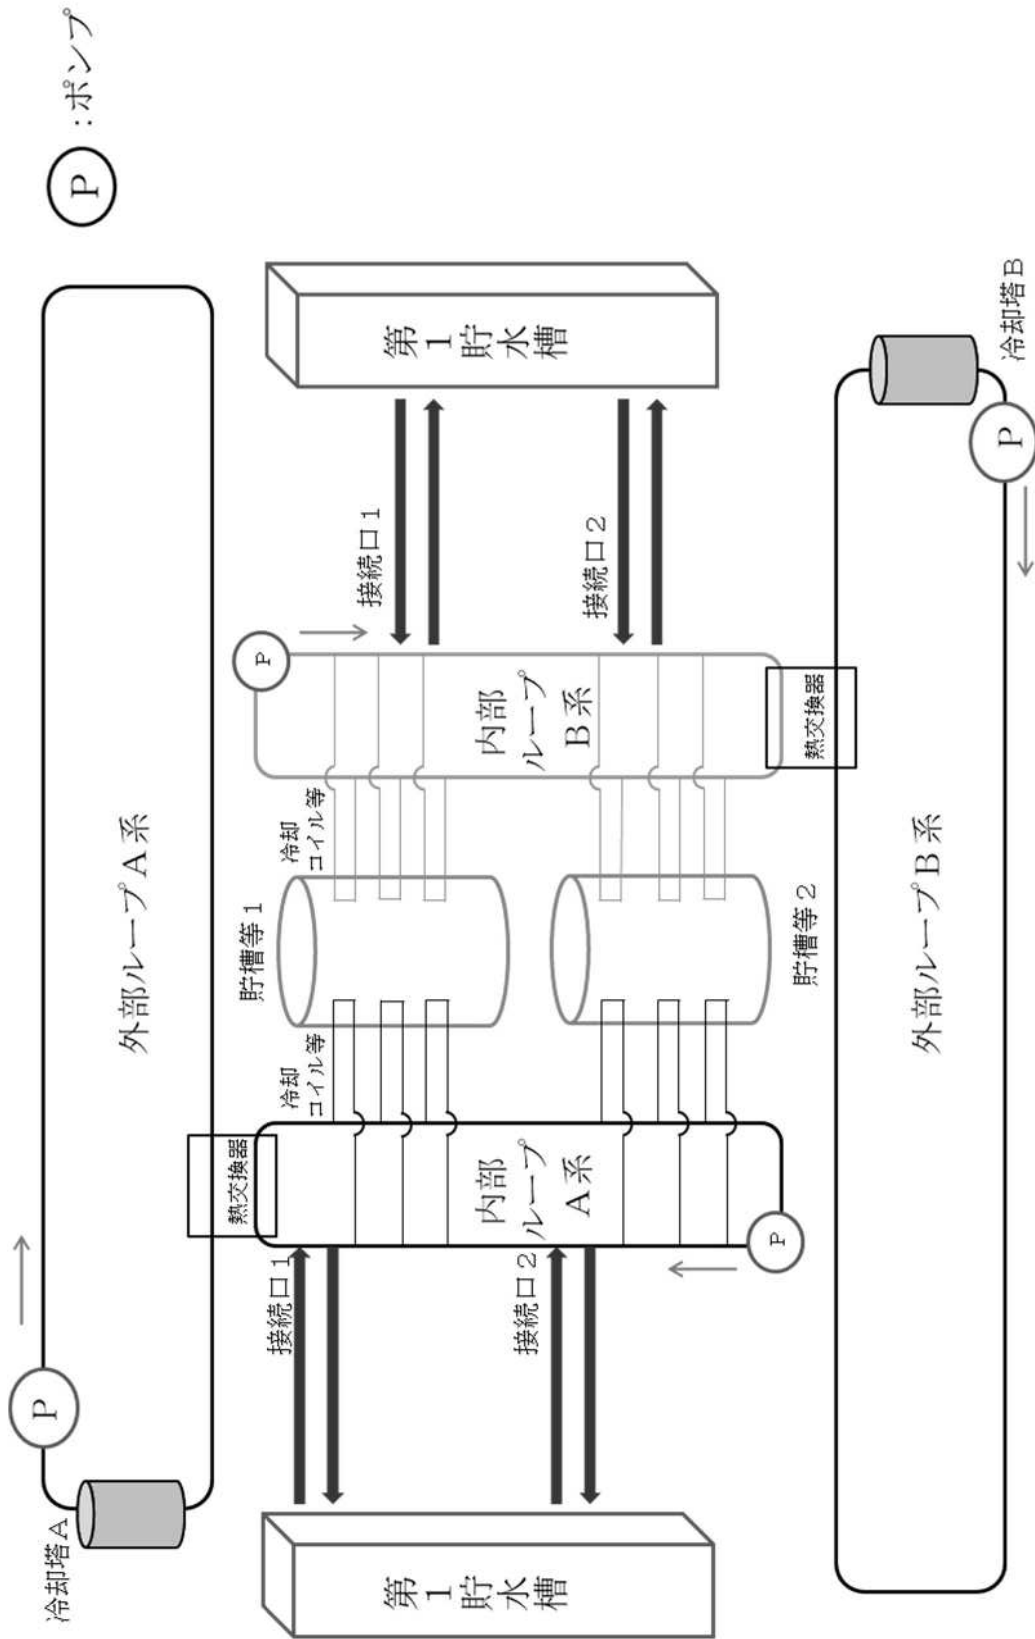 Ｐ
：ポンプ
外部ループＡ系
冷却塔Ａ
Ｐ
熱交換器
第
１
貯
水
槽
接続口１
接続口２
内部
ループ
Ａ系
Ｐ
冷却
コイル等
貯槽等１
貯槽等２
冷却
コイル等
内部
ループ
Ｂ系
Ｐ
接続口１
接続口２
第
１
貯
水
槽
熱交換器
外部ループＢ系
Ｐ
冷却塔Ｂ